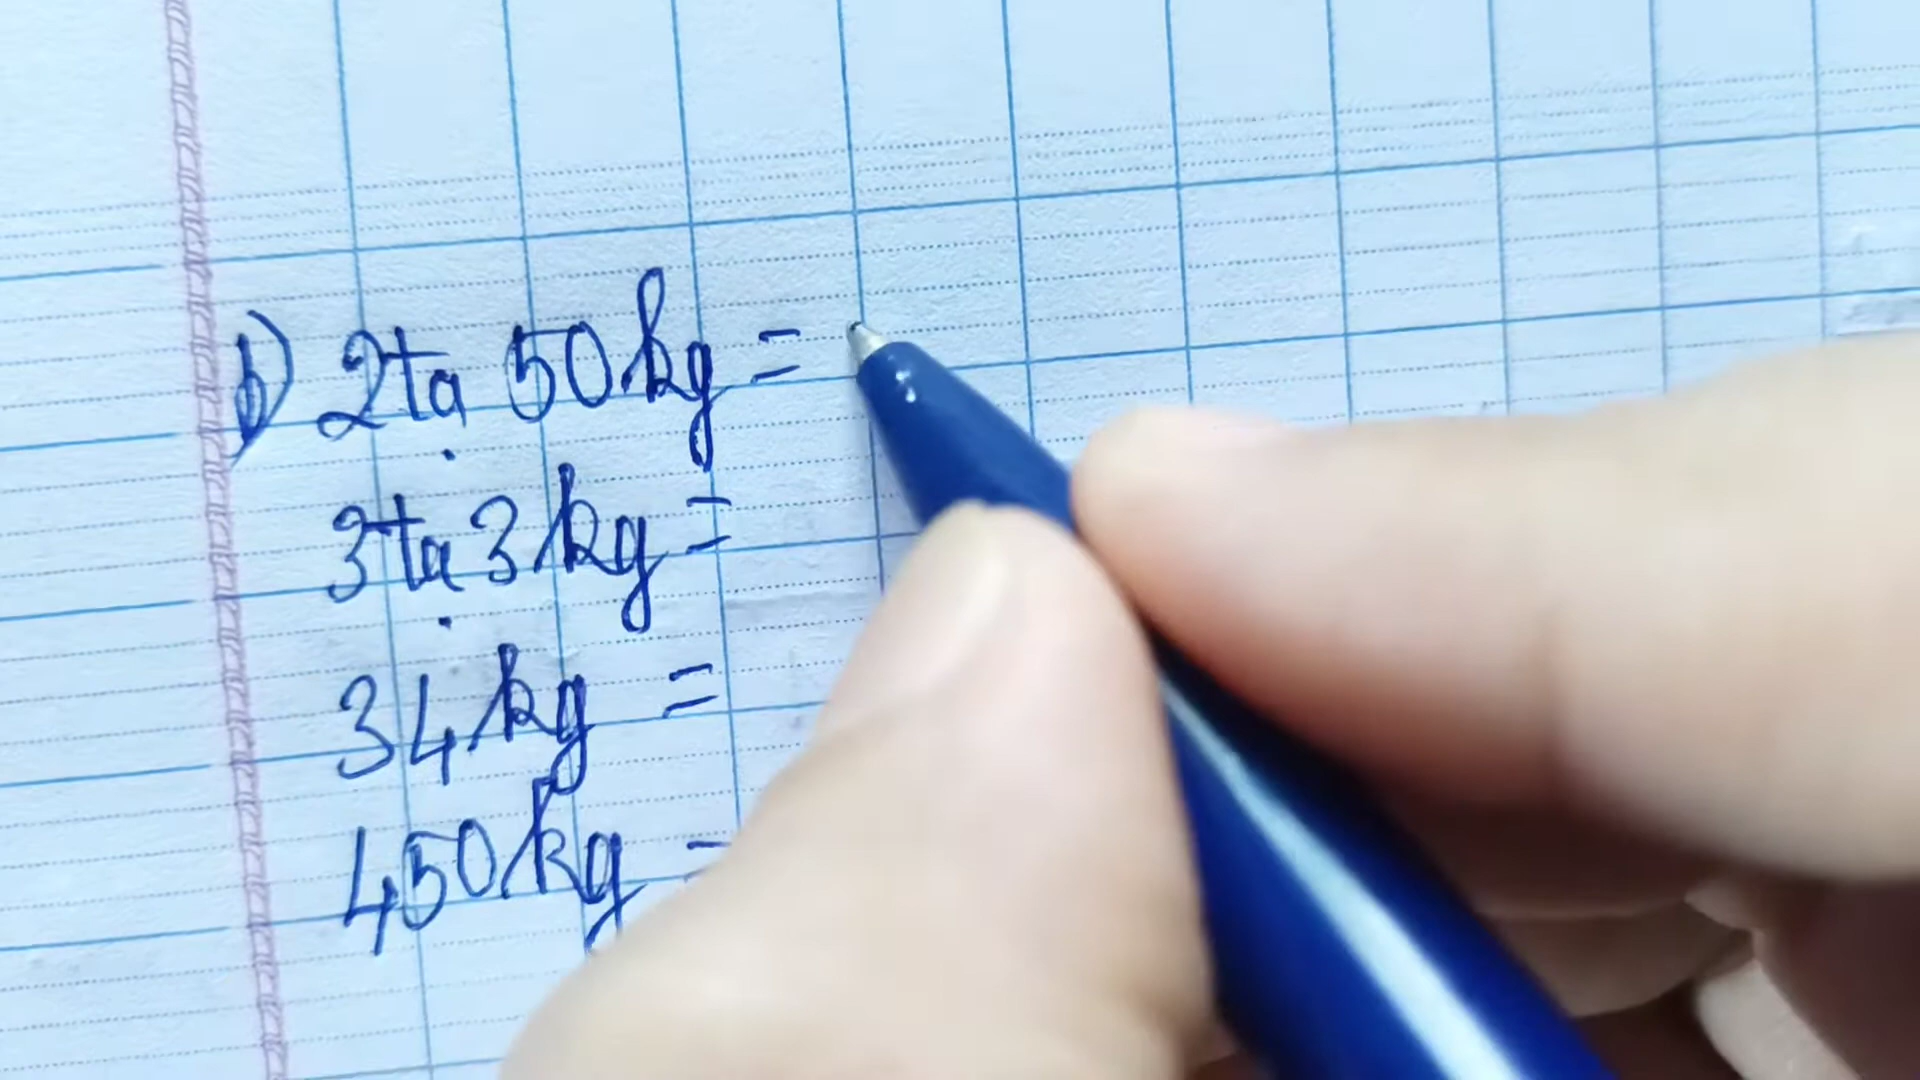 b) 2tạ 50kg =
3tạ 3kg =
34kg =
450kg =